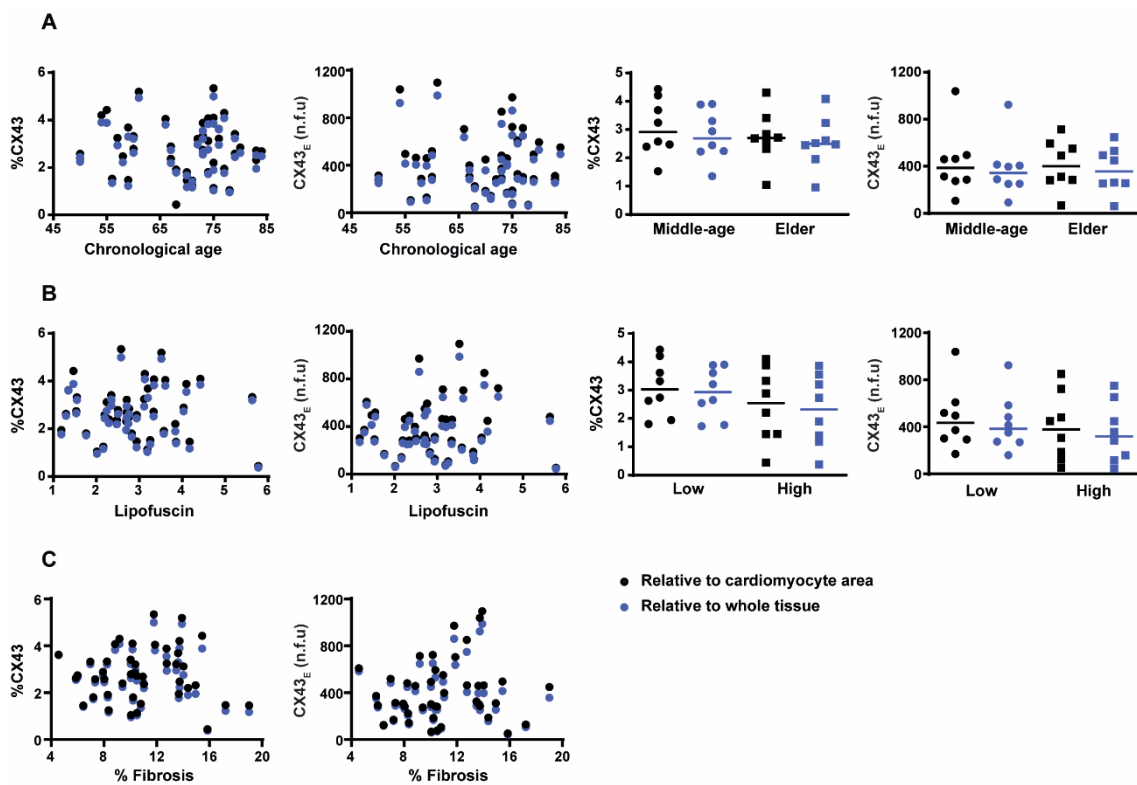 A
%CX43
6
4
2
0
45 55 65 75 85
Chronological age
CX43E (n.f.u)
1200
800
400
0
45 55 65 75 85
Chronological age
%CX43
5
4
3
2
1
0
Middle-age Elder
CX43E (n.f.u)
1200
800
400
0
Middle-age Elder
B
%CX43
6
4
2
0
1 2 3 4 5 6
Lipofuscin
CX43E (n.f.u)
1200
800
400
0
1 2 3 4 5 6
Lipofuscin
%CX43
5
4
3
2
1
0
Low High
CX43E (n.f.u)
1200
800
400
0
Low High
C
%CX43
6
4
2
0
4 8 12 16 20
% Fibrosis
CX43E (n.f.u)
1200
800
400
0
4 8 12 16 20
% Fibrosis
Relative to cardiomyocyte area
Relative to whole tissue